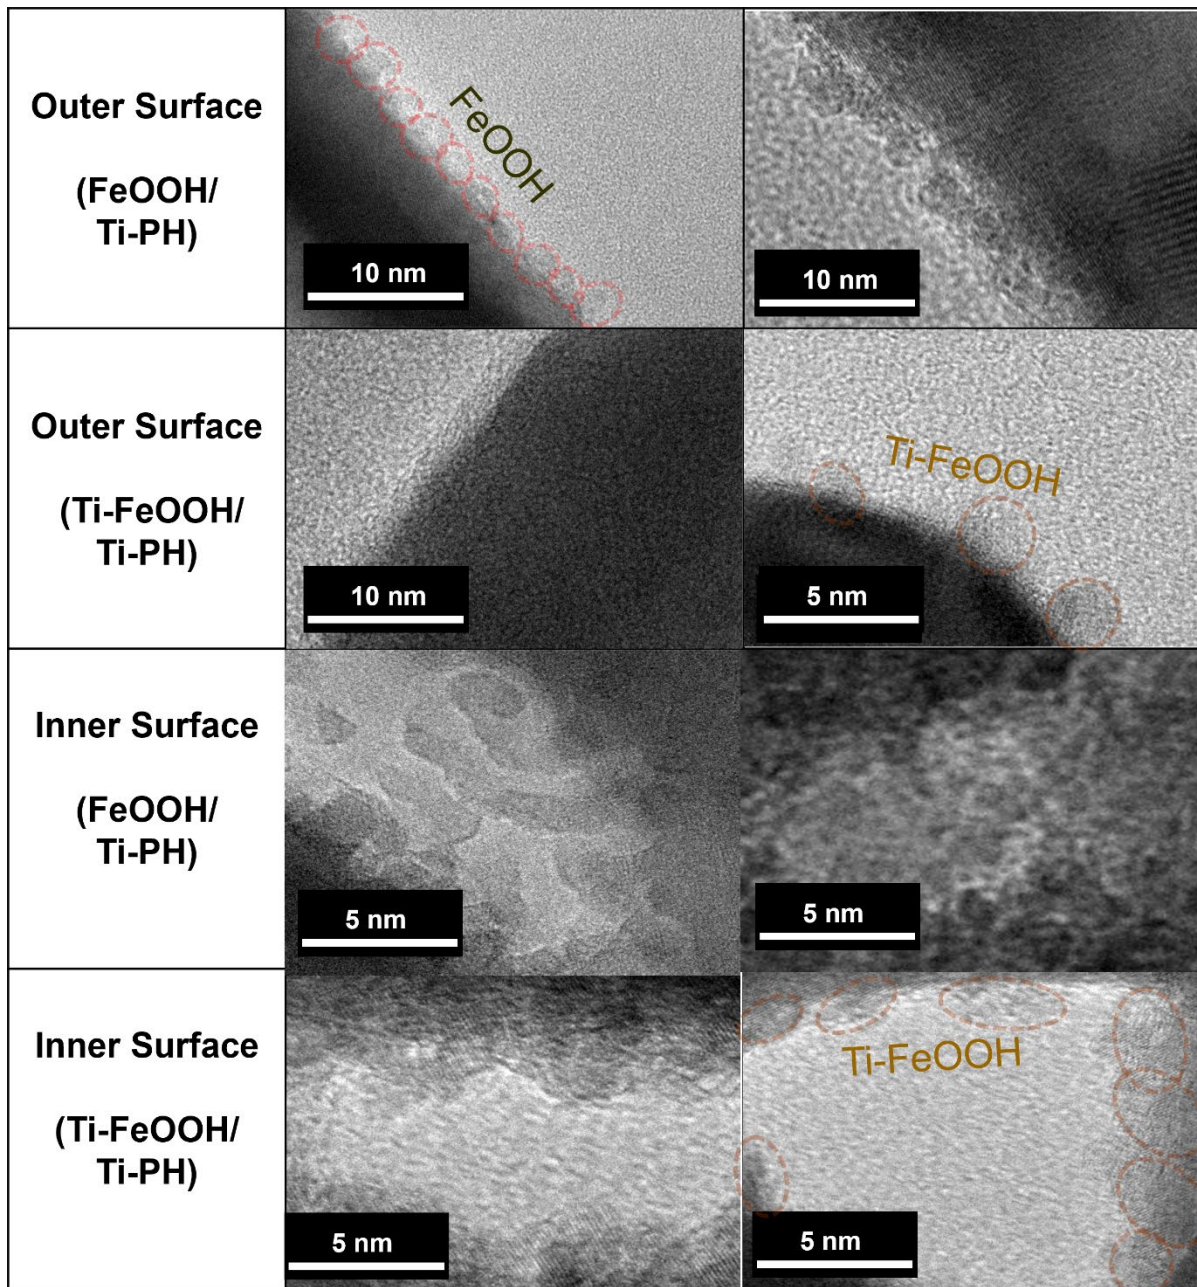 Outer Surface
(FeOOH/
Ti-PH)
FeOOH
10 nm
10 nm
Outer Surface
(Ti-FeOOH/
Ti-PH)
10 nm
Ti-FeOOH
5 nm
Inner Surface
(FeOOH/
Ti-PH)
5 nm
5 nm
Inner Surface
(Ti-FeOOH/
Ti-PH)
5 nm
Ti-FeOOH
5 nm